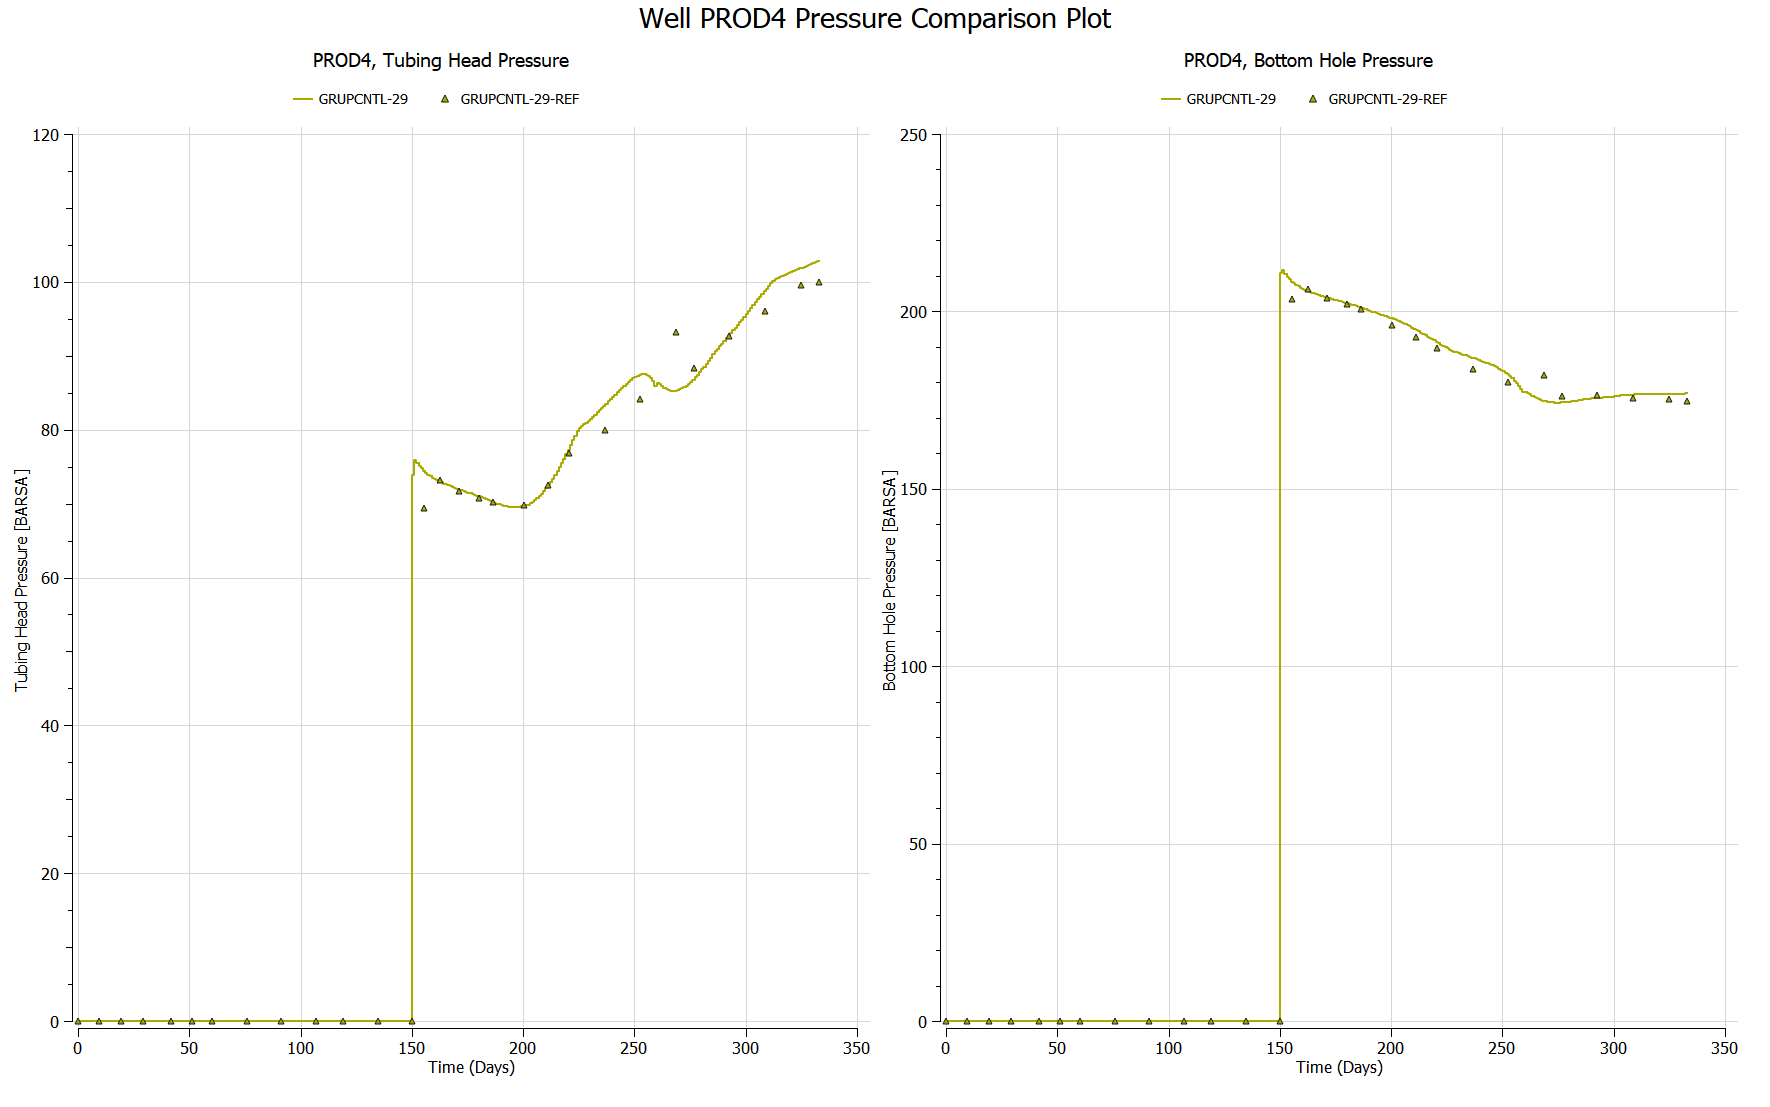 Well PROD4 Pressure Comparison Plot
PROD4, Tubing Head Pressure
GRUPCNTL-29 GRUPCNTL-29-REF
120
100
80
60
40
20
0
Tubing Head Pressure [BARSA]
0 50 100 150 200 250 300 350
Time (Days)
PROD4, Bottom Hole Pressure
GRUPCNTL-29 GRUPCNTL-29-REF
250
200
150
100
50
0
Bottom Hole Pressure [BARSA]
0 50 100 150 200 250 300 350
Time (Days)